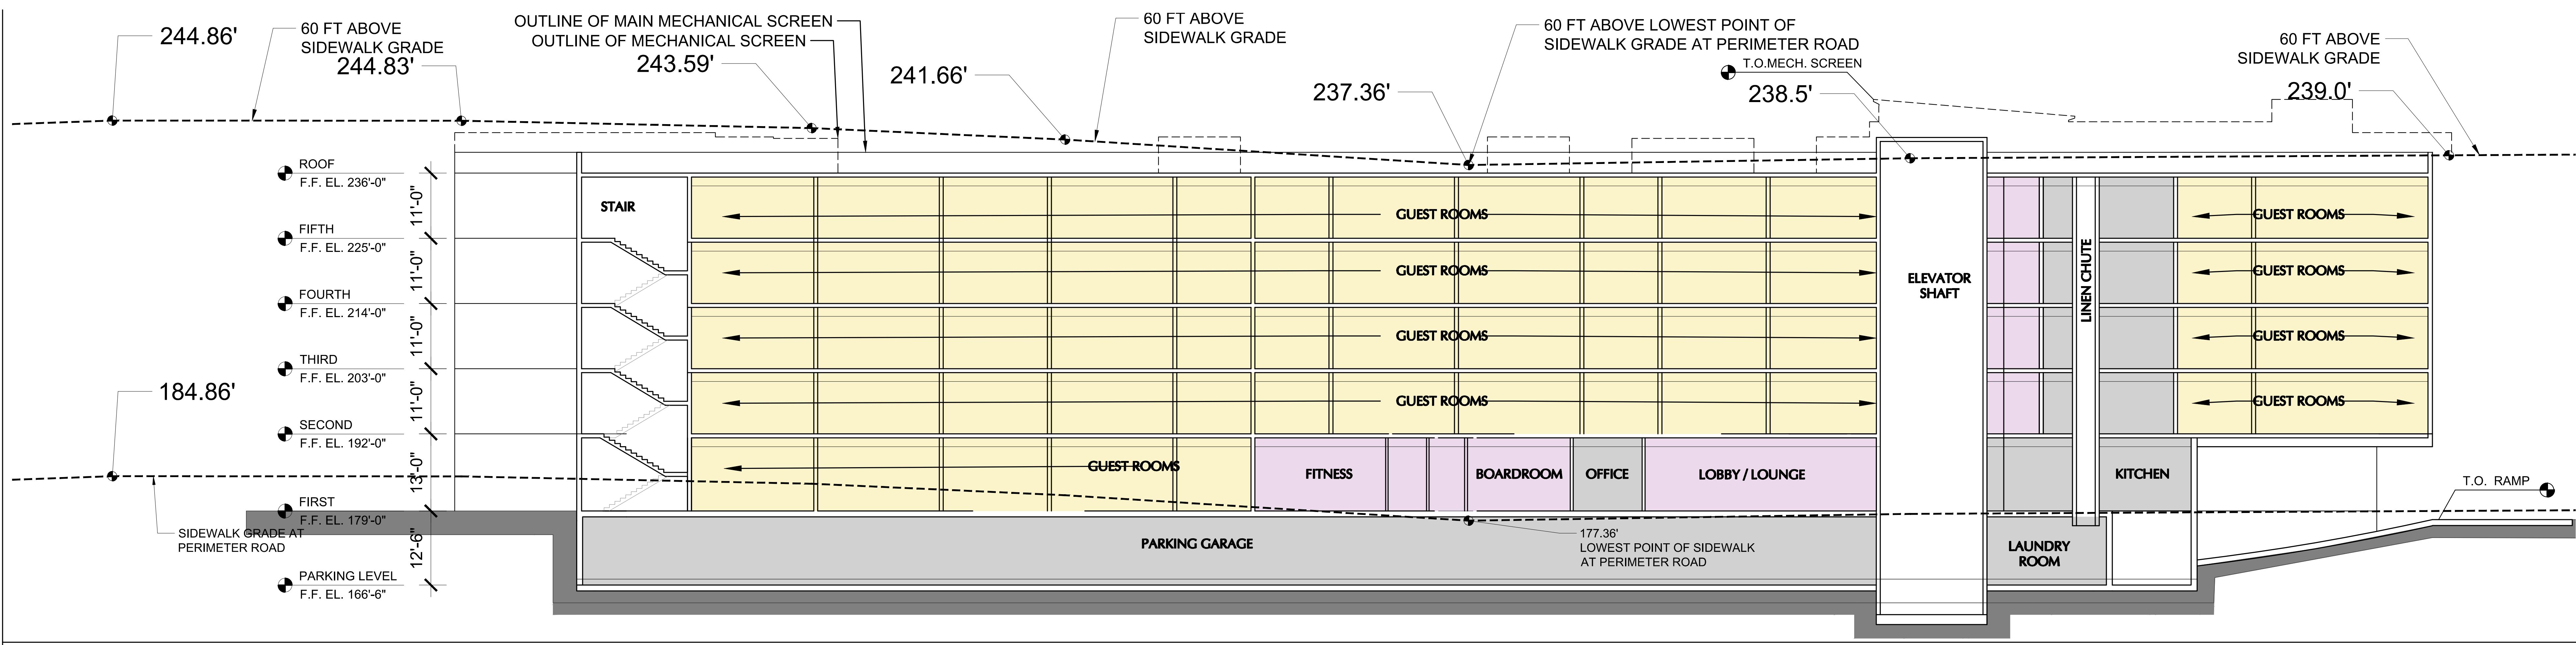 244.86'
60 FT ABOVE
SIDEWALK GRADE
244.83'
OUTLINE OF MAIN MECHANICAL SCREEN
OUTLINE OF MECHANICAL SCREEN
243.59'
241.66'
60 FT ABOVE
SIDEWALK GRADE
237.36'
60 FT ABOVE LOWEST POINT OF
SIDEWALK GRADE AT PERIMETER ROAD
T.O.MECH. SCREEN
238.5'
60 FT ABOVE
SIDEWALK GRADE
239.0'
ROOF
F.F. EL. 236'-0"
11'-0"
FIFTH
F.F. EL. 225'-0"
11'-0"
FOURTH
F.F. EL. 214'-0"
11'-0"
THIRD
F.F. EL. 203'-0"
11'-0"
SECOND
F.F. EL. 192'-0"
13'-0"
FIRST
F.F. EL. 179'-0"
12'-6"
PARKING LEVEL
F.F. EL. 166'-6"
184.86'
SIDEWALK GRADE AT
PERIMETER ROAD
STAIR
GUEST ROOMS
GUEST ROOMS
GUEST ROOMS
GUEST ROOMS
GUEST ROOMS
FITNESS
BOARDROOM
OFFICE
LOBBY / LOUNGE
ELEVATOR
SHAFT
LINEN CHUTE
GUEST ROOMS
GUEST ROOMS
GUEST ROOMS
GUEST ROOMS
KITCHEN
T.O. RAMP
PARKING GARAGE
177.36'
LOWEST POINT OF SIDEWALK
AT PERIMETER ROAD
LAUNDRY
ROOM